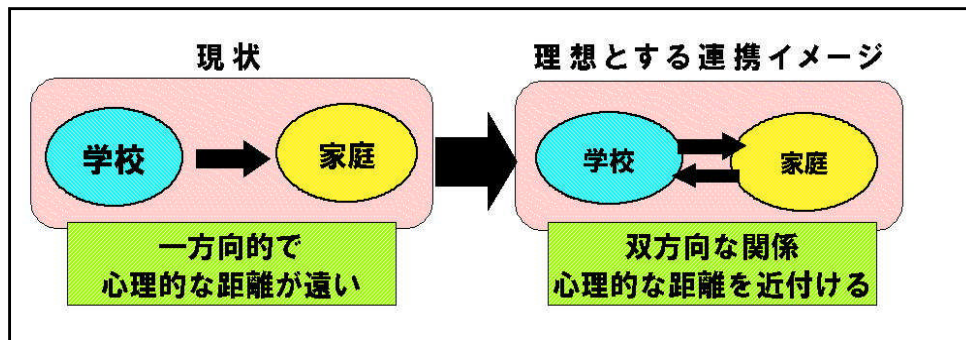 現状
学校
家庭
一方向的で
心理的な距離が遠い
理想とする連携イメージ
学校
家庭
双方向な関係
心理的な距離を近付ける